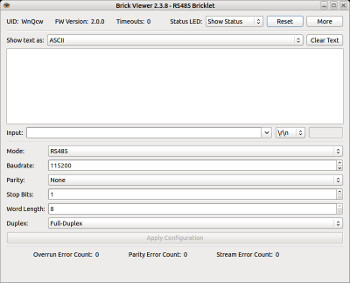 Brick Viewer 2.3.8 - RS485 Bricklet
UID: WnQcw FW Version: 2.0.0 Timeouts: 0 Status LED: Show Status Reset More
Show text as: ASCII Clear Text
Input: \r\n
Mode: RS485
Baudrate: 115200
Parity: None
Stop Bits: 1
Word Length: 8
Duplex: Full-Duplex
Apply Configuration
Overrun Error Count: 0 Parity Error Count: 0 Stream Error Count: 0